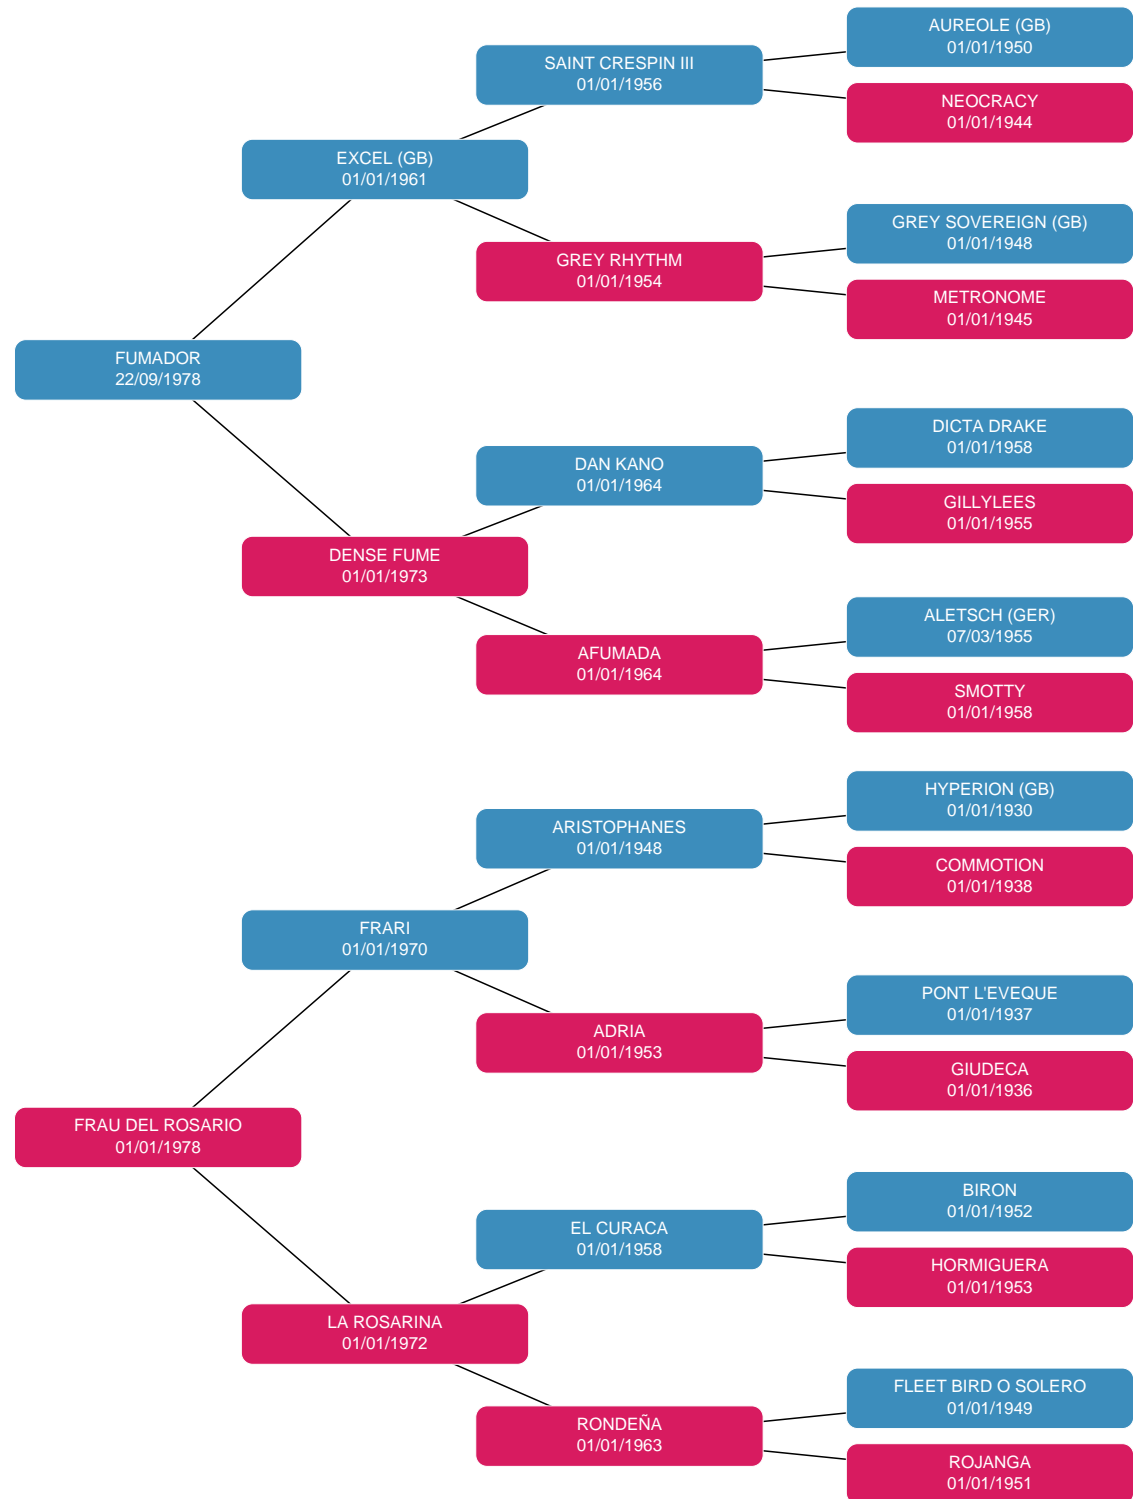 AUREOLE (GB)
01/01/1950
SAINT CRESPIN III
01/01/1956
NEOCRACY
01/01/1944
EXCEL (GB)
01/01/1961
GREY SOVEREIGN (GB)
01/01/1948
GREY RHYTHM
01/01/1954
METRONOME
01/01/1945
FUMADOR
22/09/1978
DICTA DRAKE
01/01/1958
DAN KANO
01/01/1964
GILLYLEES
01/01/1955
DENSE FUME
01/01/1973
ALETSCH (GER)
07/03/1955
AFUMADA
01/01/1964
SMOTTY
01/01/1958
HYPERION (GB)
01/01/1930
ARISTOPHANES
01/01/1948
COMMOTION
01/01/1938
FRARI
01/01/1970
PONT L'EVEQUE
01/01/1937
ADRIA
01/01/1953
GIUDECA
01/01/1936
FRAU DEL ROSARIO
01/01/1978
BIRON
01/01/1952
EL CURACA
01/01/1958
HORMIGUERA
01/01/1953
LA ROSARINA
01/01/1972
FLEET BIRD O SOLERO
01/01/1949
RONDEÑA
01/01/1963
ROJANGA
01/01/1951